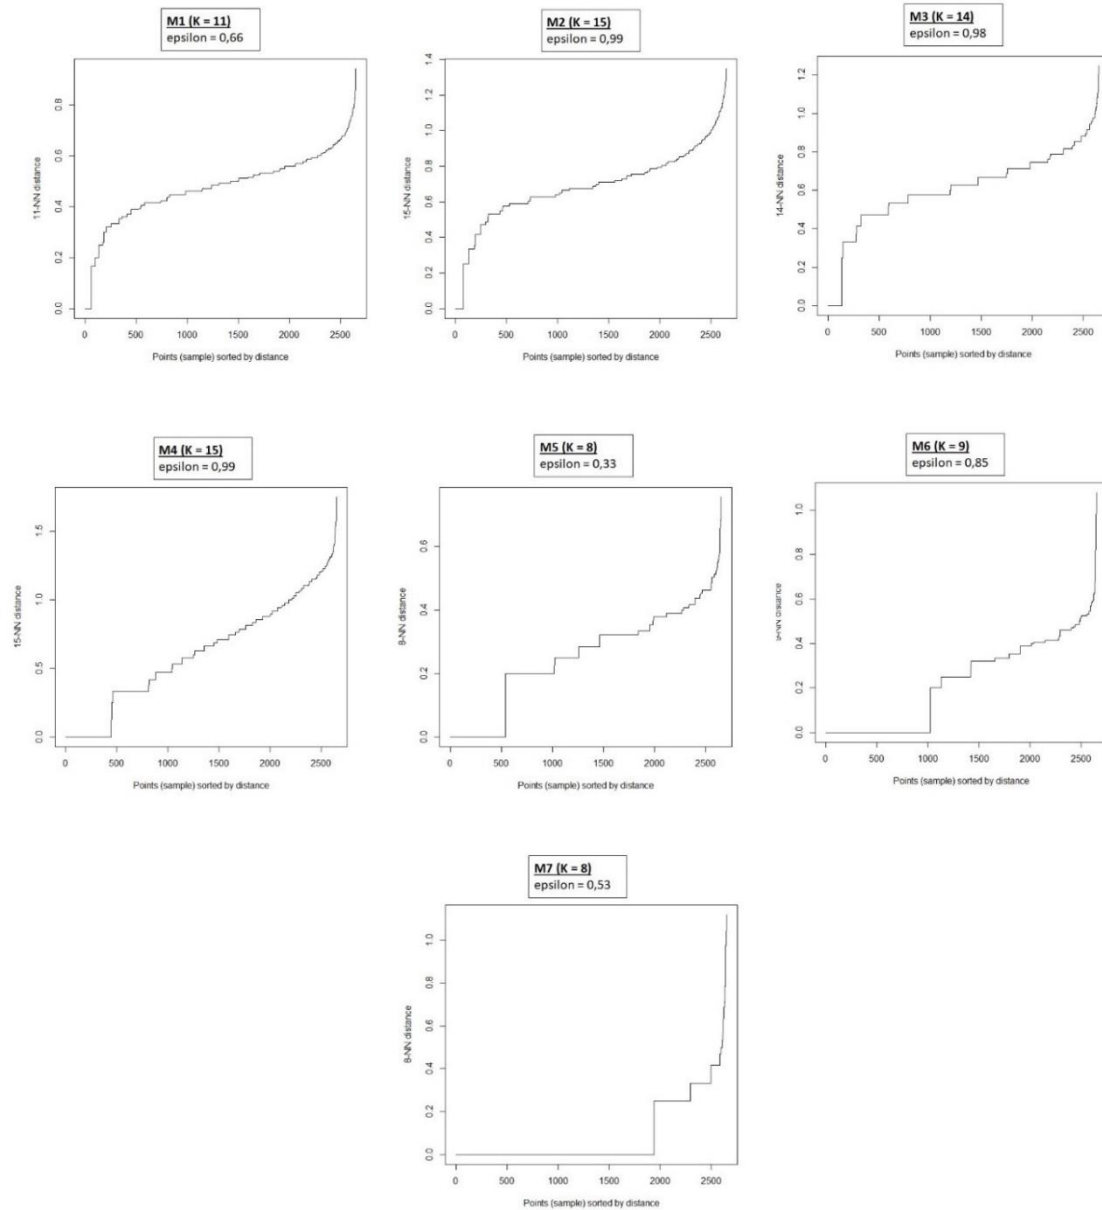 M1 (K = 11)
epsilon = 0,66
11-NN distance
0.0 0.2 0.4 0.6 0.8
0 500 1000 1500 2000 2500
Points (sample) sorted by distance
M2 (K = 15)
epsilon = 0,99
15-NN distance
0.0 0.2 0.4 0.6 0.8 1.0 1.2 1.4
0 500 1000 1500 2000 2500
Points (sample) sorted by distance
M3 (K = 14)
epsilon = 0,98
14-NN distance
0.0 0.2 0.4 0.6 0.8 1.0 1.2
0 500 1000 1500 2000 2500
Points (sample) sorted by distance
M4 (K = 15)
epsilon = 0,99
15-NN distance
0.0 0.5 1.0 1.5
0 500 1000 1500 2000 2500
Points (sample) sorted by distance
M5 (K = 8)
epsilon = 0,33
8-NN distance
0.0 0.2 0.4 0.6
0 500 1000 1500 2000 2500
Points (sample) sorted by distance
M6 (K = 9)
epsilon = 0,85
9-NN distance
0.0 0.2 0.4 0.6 0.8 1.0
0 500 1000 1500 2000 2500
Points (sample) sorted by distance
M7 (K = 8)
epsilon = 0,53
8-NN distance
0.0 0.2 0.4 0.6 0.8 1.0
0 500 1000 1500 2000 2500
Points (sample) sorted by distance